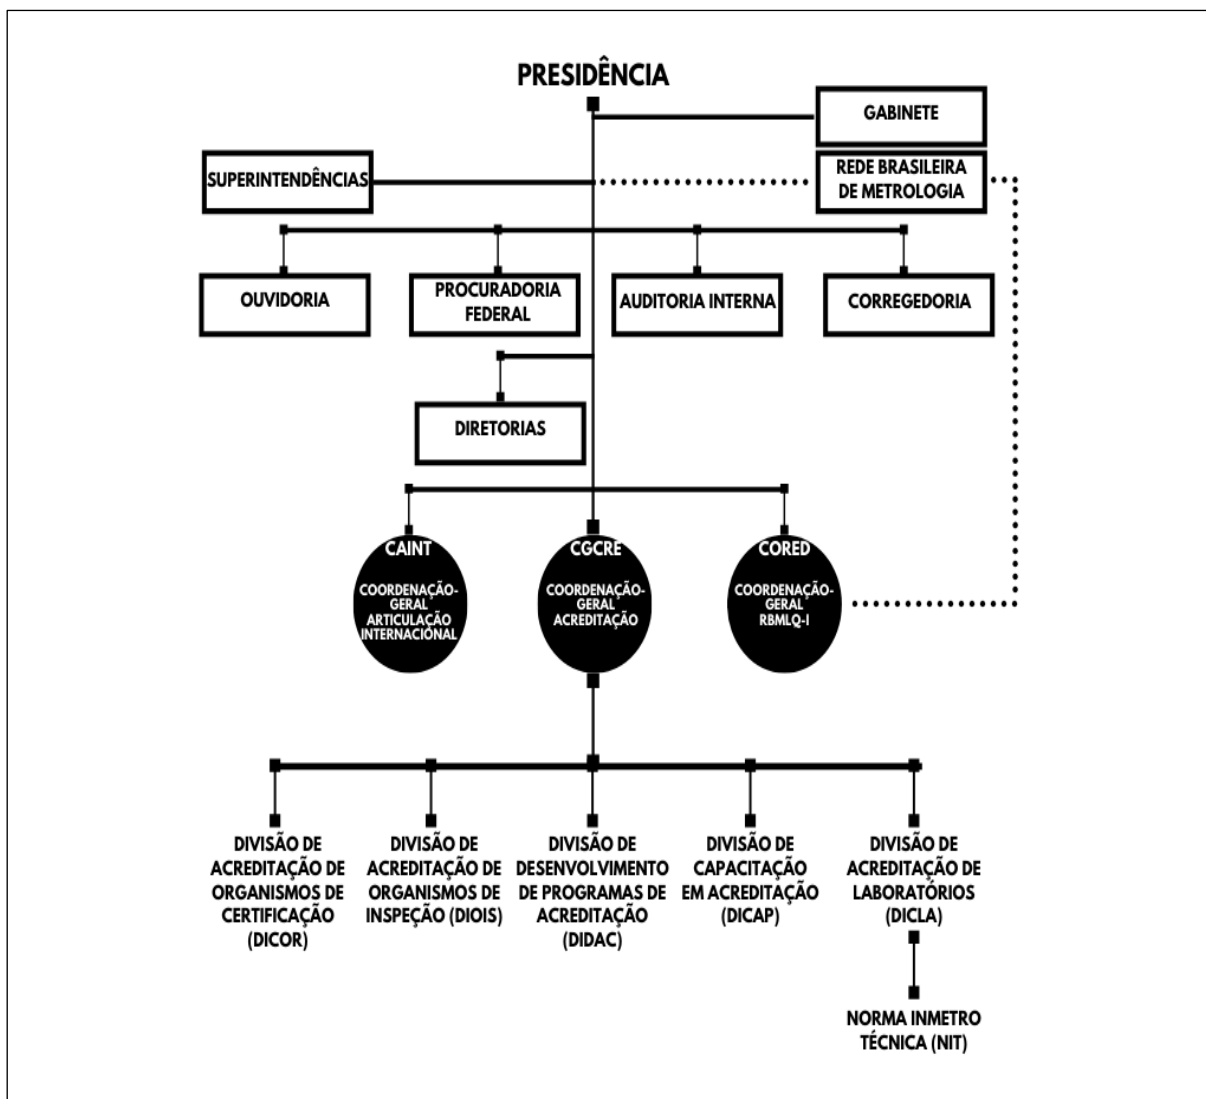 PRESIDÊNCIA
GABINETE
SUPERINTENDÊNCIAS
REDE BRASILEIRA
DE METROLOGIA
OUVIDORIA
PROCURADORIA
FEDERAL
AUDITORIA INTERNA
CORREGEDORIA
DIRETORIAS
CAINT
COORDENAÇÃO-
GERAL
ARTICULAÇÃO
INTERNACIONAL
CGCRE
COORDENAÇÃO-
GERAL
ACREDITAÇÃO
CORED
COORDENAÇÃO-
GERAL
RBMLQ-I
DIVISÃO DE
ACREDITAÇÃO DE
ORGANISMOS DE
CERTIFICAÇÃO
(DICOR)
DIVISÃO DE
ACREDITAÇÃO DE
ORGANISMOS DE
INSPEÇÃO (DIOIS)
DIVISÃO DE
DESENVOLVIMENTO
DE PROGRAMAS DE
ACREDITAÇÃO
(DIDAC)
DIVISÃO DE
CAPACITAÇÃO
EM ACREDITAÇÃO
(DICAP)
DIVISÃO DE
ACREDITAÇÃO DE
LABORATÓRIOS
(DICLA)
NORMA INMETRO
TÉCNICA (NIT)